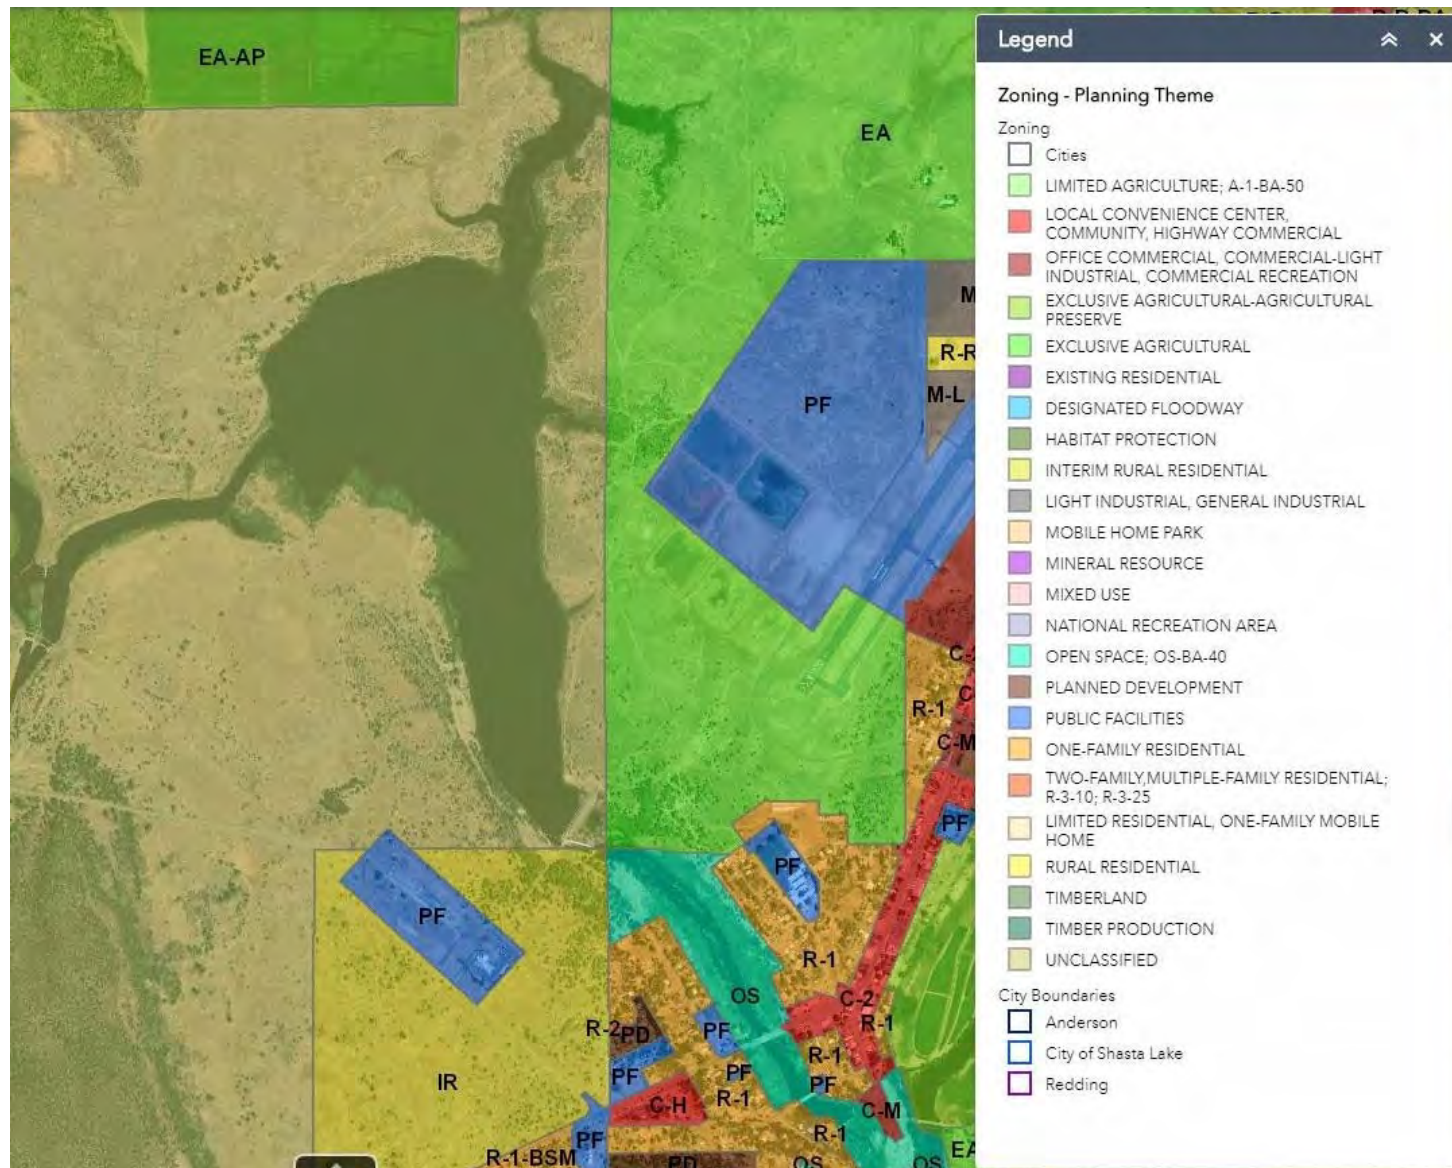 EA-AP
EA
M
R-R
M-L
PF
C-
R-1
C
C-M
PF
PF
PF
R-1
OS
C-2
R-1
R-2
PD
PF
R-1
PF
PF
PF
IR
R-1
C-H
C-M
R-1
PF
R-1-BSM
PD
OS
OS
EA
Legend
Zoning - Planning Theme
Zoning
Cities
LIMITED AGRICULTURE; A-1-BA-50
LOCAL CONVENIENCE CENTER,
COMMUNITY, HIGHWAY COMMERCIAL
OFFICE COMMERCIAL, COMMERCIAL-LIGHT
INDUSTRIAL, COMMERCIAL RECREATION
EXCLUSIVE AGRICULTURAL-AGRICULTURAL
PRESERVE
EXCLUSIVE AGRICULTURAL
EXISTING RESIDENTIAL
DESIGNATED FLOODWAY
HABITAT PROTECTION
INTERIM RURAL RESIDENTIAL
LIGHT INDUSTRIAL, GENERAL INDUSTRIAL
MOBILE HOME PARK
MINERAL RESOURCE
MIXED USE
NATIONAL RECREATION AREA
OPEN SPACE; OS-BA-40
PLANNED DEVELOPMENT
PUBLIC FACILITIES
ONE-FAMILY RESIDENTIAL
TWO-FAMILY,MULTIPLE-FAMILY RESIDENTIAL;
R-3-10; R-3-25
LIMITED RESIDENTIAL, ONE-FAMILY MOBILE
HOME
RURAL RESIDENTIAL
TIMBERLAND
TIMBER PRODUCTION
UNCLASSIFIED
City Boundaries
Anderson
City of Shasta Lake
Redding